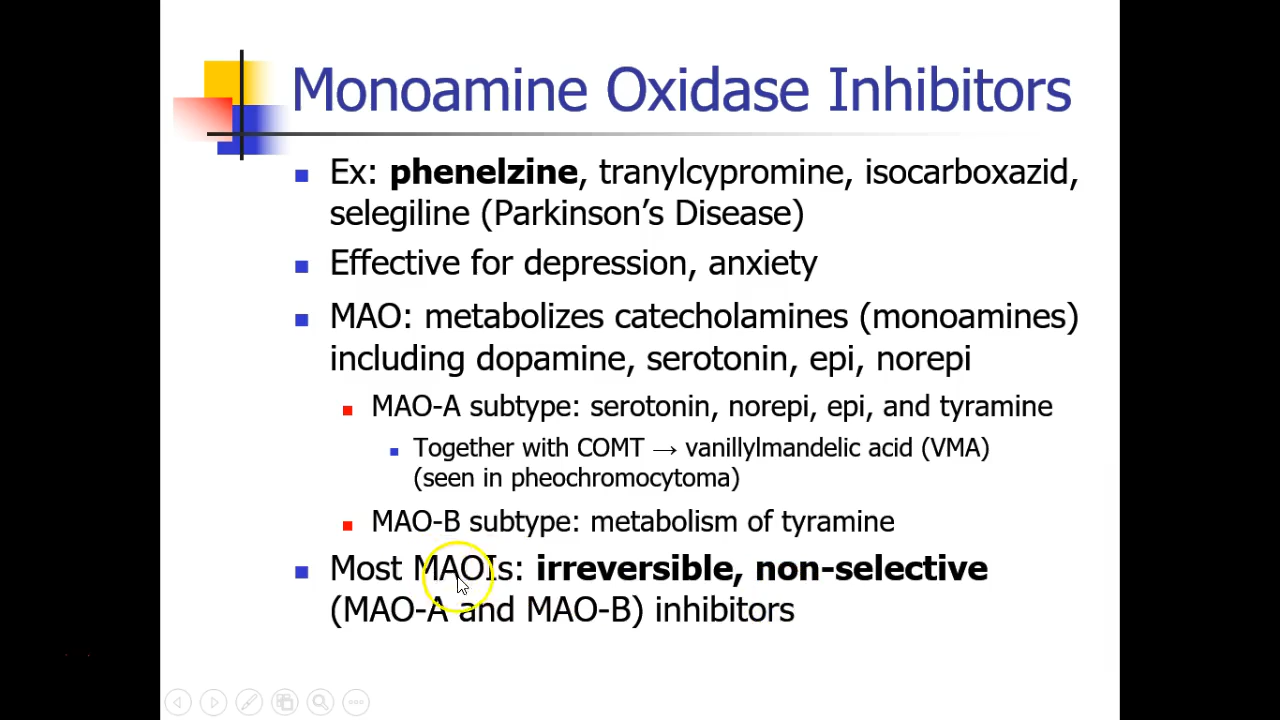 Monoamine Oxidase Inhibitors
Ex: phenelzine, tranylcypromine, isocarboxazid,
selegiline (Parkinson's Disease)
Effective for depression, anxiety
MAO: metabolizes catecholamines (monoamines)
including dopamine, serotonin, epi, norepi
MAO-A subtype: serotonin, norepi, epi, and tyramine
Together with COMT → vanillylmandelic acid (VMA)
(seen in pheochromocytoma)
MAO-B subtype: metabolism of tyramine
Most MAOIs: irreversible, non-selective
(MAO-A and MAO-B) inhibitors